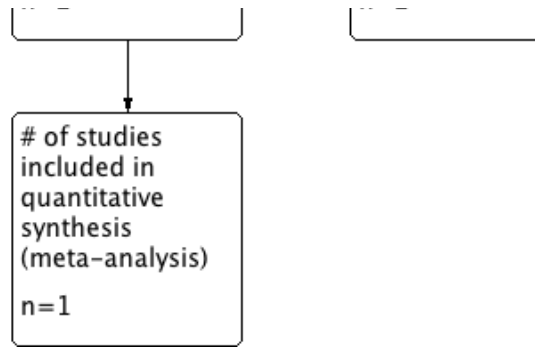 # of studies
included in
quantitative
synthesis
(meta-analysis)
n=1